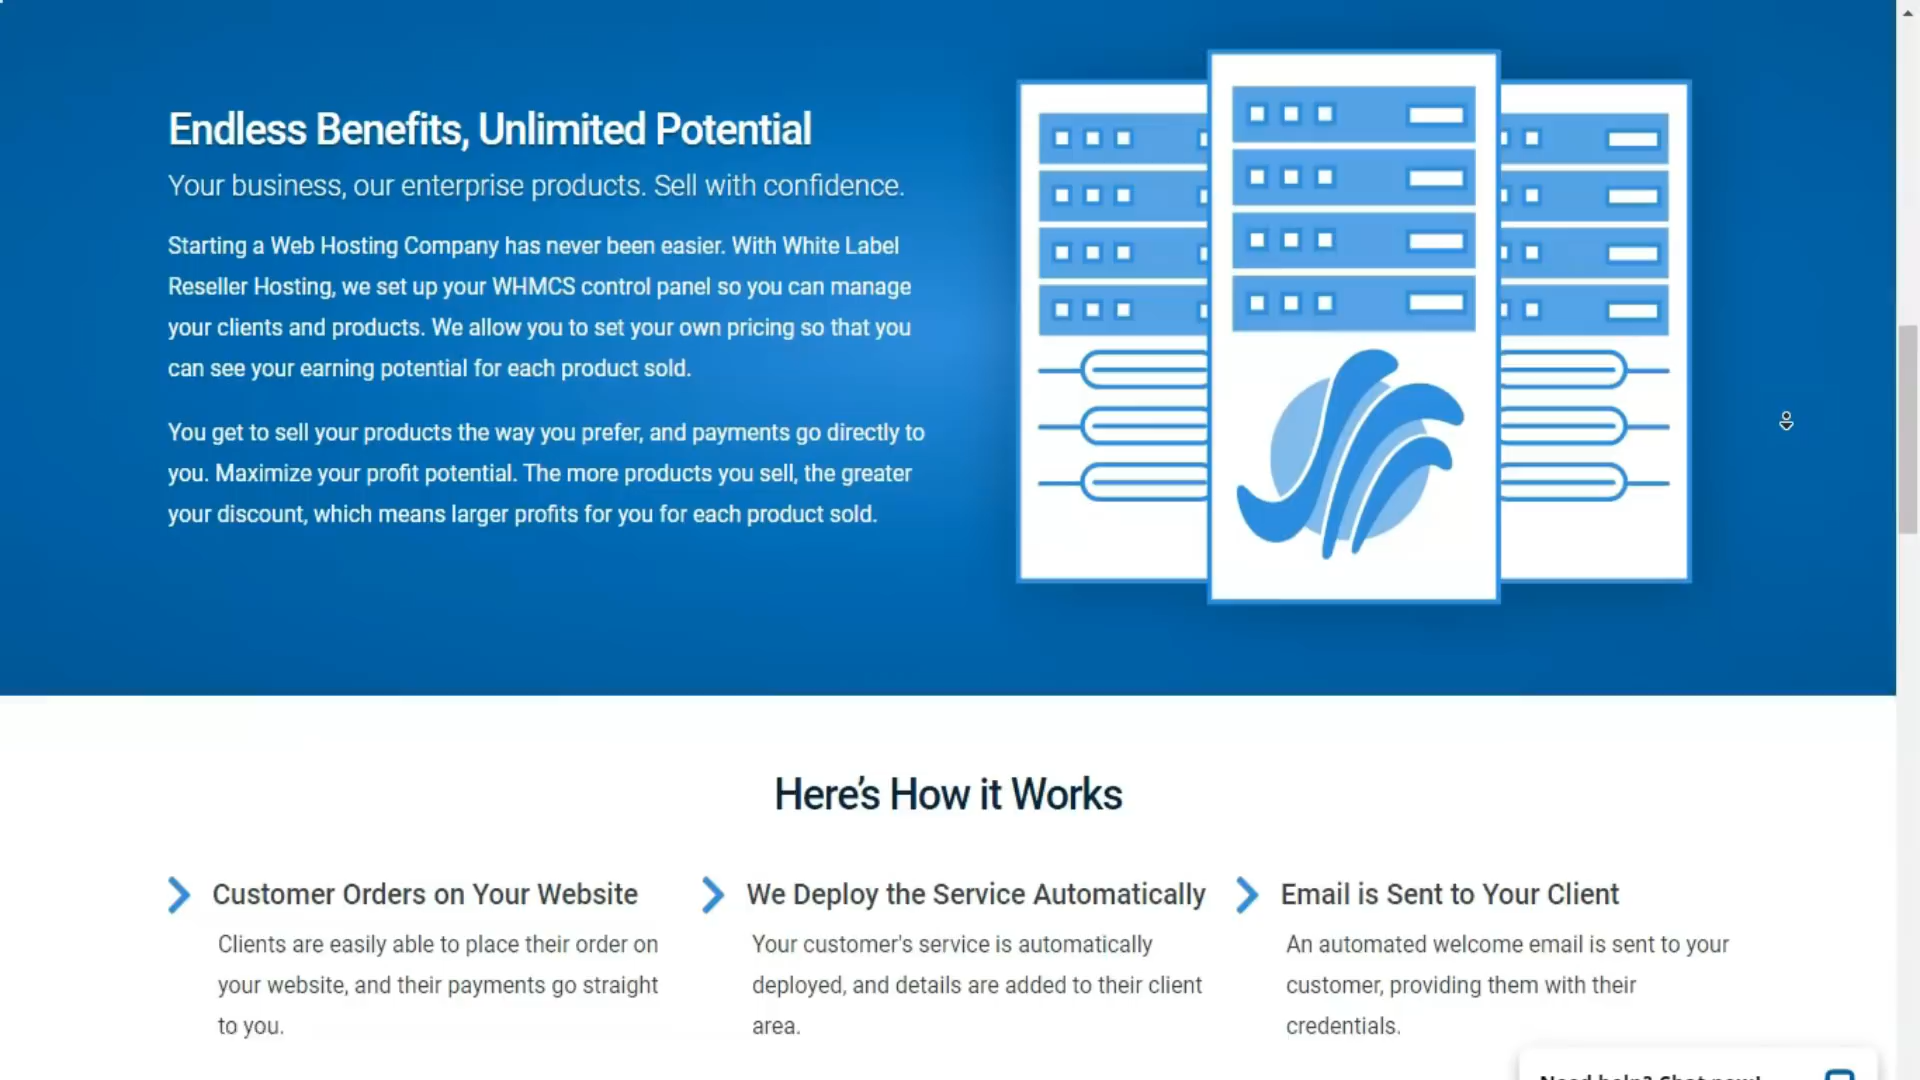 Endless Benefits, Unlimited Potential
Your business, our enterprise products. Sell with confidence.
Starting a Web Hosting Company has never been easier. With White Label
Reseller Hosting, we set up your WHMCS control panel so you can manage
your clients and products. We allow you to set your own pricing so that you
can see your earning potential for each product sold.
You get to sell your products the way you prefer, and payments go directly to
you. Maximize your profit potential. The more products you sell, the greater
your discount, which means larger profits for you for each product sold.
Here’s How it Works
Customer Orders on Your Website
Clients are easily able to place their order on
your website, and their payments go straight
to you.
We Deploy the Service Automatically
Your customer's service is automatically
deployed, and details are added to their client
area.
Email is Sent to Your Client
An automated welcome email is sent to your
customer, providing them with their
credentials.
Need help? Chat now!